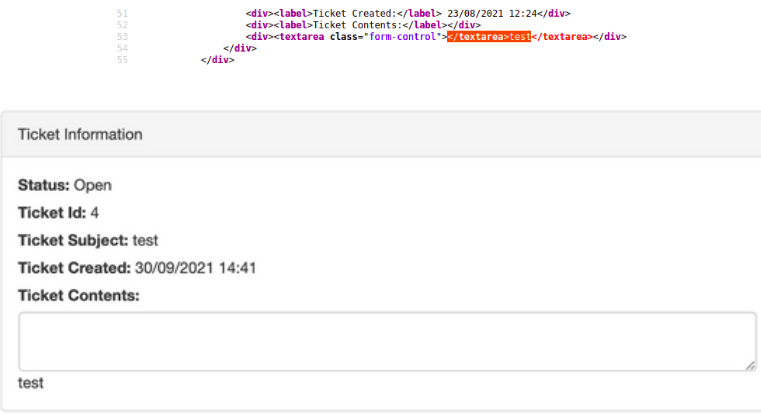 51 <div><label>Ticket Created:</label> 23/08/2021 12:24</div>
52 <div><label>Ticket Contents:</label></div>
53 <div><textarea class="form-control"></textarea>test</textarea></div>
54 </div>
55 </div>
Ticket Information
Status: Open
Ticket Id: 4
Ticket Subject: test
Ticket Created: 30/09/2021 14:41
Ticket Contents:
test